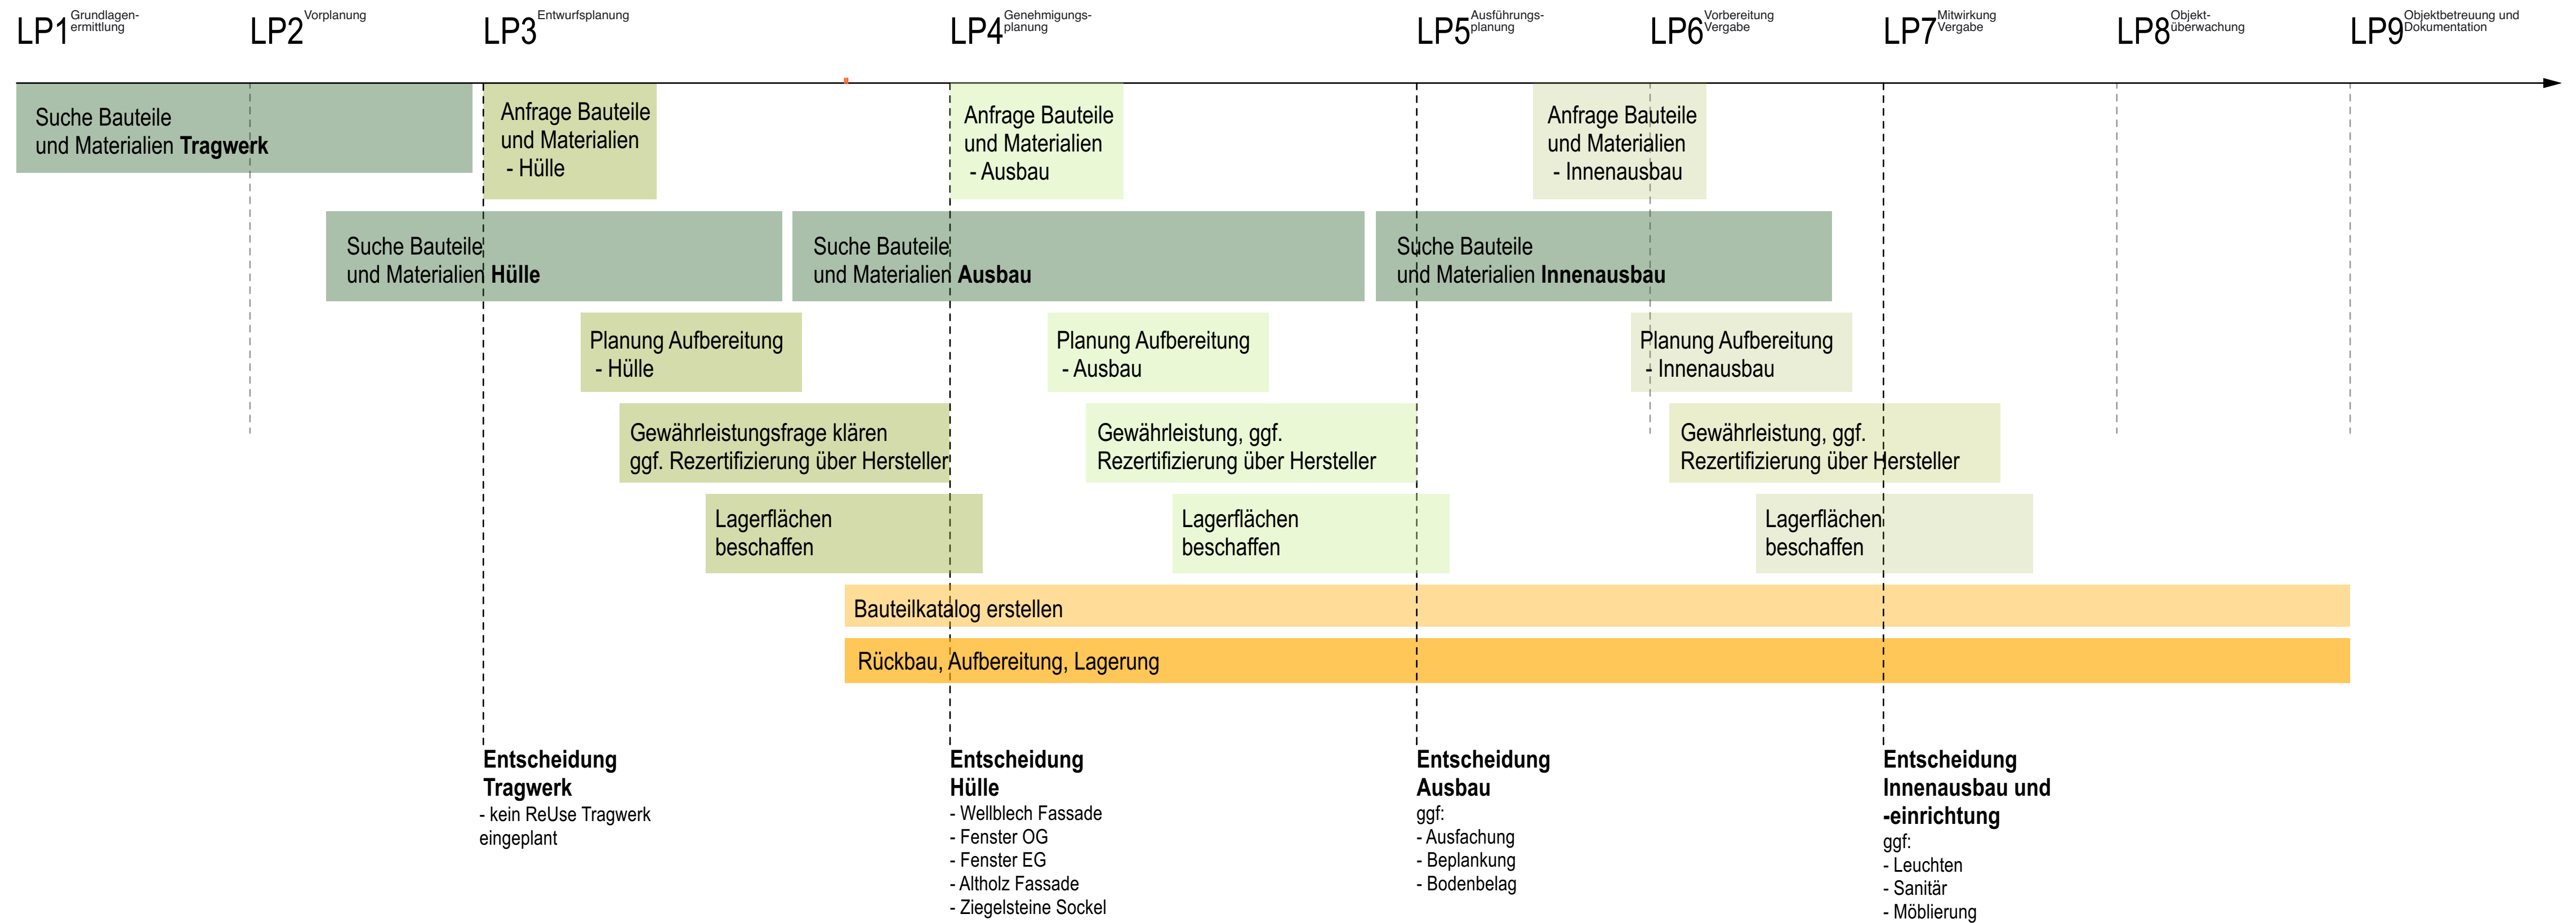 LP1 Grundlagen-
ermittlung
LP2 Vorplanung
LP3 Entwurfsplanung
LP4 Genehmigungs-
planung
LP5 Ausführungs-
planung
LP6 Vorbereitung
Vergabe
LP7 Mitwirkung
Vergabe
LP8 Objekt-
überwachung
LP9 Objektbetreuung und
Dokumentation
Suche Bauteile
und Materialien Tragwerk
Anfrage Bauteile
und Materialien
- Hülle
Anfrage Bauteile
und Materialien
- Ausbau
Anfrage Bauteile
und Materialien
- Innenausbau
Suche Bauteile
und Materialien Hülle
Suche Bauteile
und Materialien Ausbau
Suche Bauteile
und Materialien Innenausbau
Planung Aufbereitung
- Hülle
Planung Aufbereitung
- Ausbau
Planung Aufbereitung
- Innenausbau
Gewährleistungsfrage klären
ggf. Rezertifizierung über Hersteller
Gewährleistung, ggf.
Rezertifizierung über Hersteller
Gewährleistung, ggf.
Rezertifizierung über Hersteller
Lagerflächen
beschaffen
Lagerflächen
beschaffen
Lagerflächen
beschaffen
Bauteilkatalog erstellen
Rückbau, Aufbereitung, Lagerung
Entscheidung
Tragwerk
- kein ReUse Tragwerk
eingeplant
Entscheidung
Hülle
- Wellblech Fassade
- Fenster OG
- Fenster EG
- Altholz Fassade
- Ziegelsteine Sockel
Entscheidung
Ausbau
ggf:
- Ausfachung
- Beplankung
- Bodenbelag
Entscheidung
Innenausbau und
-einrichtung
ggf:
- Leuchten
- Sanitär
- Möblierung